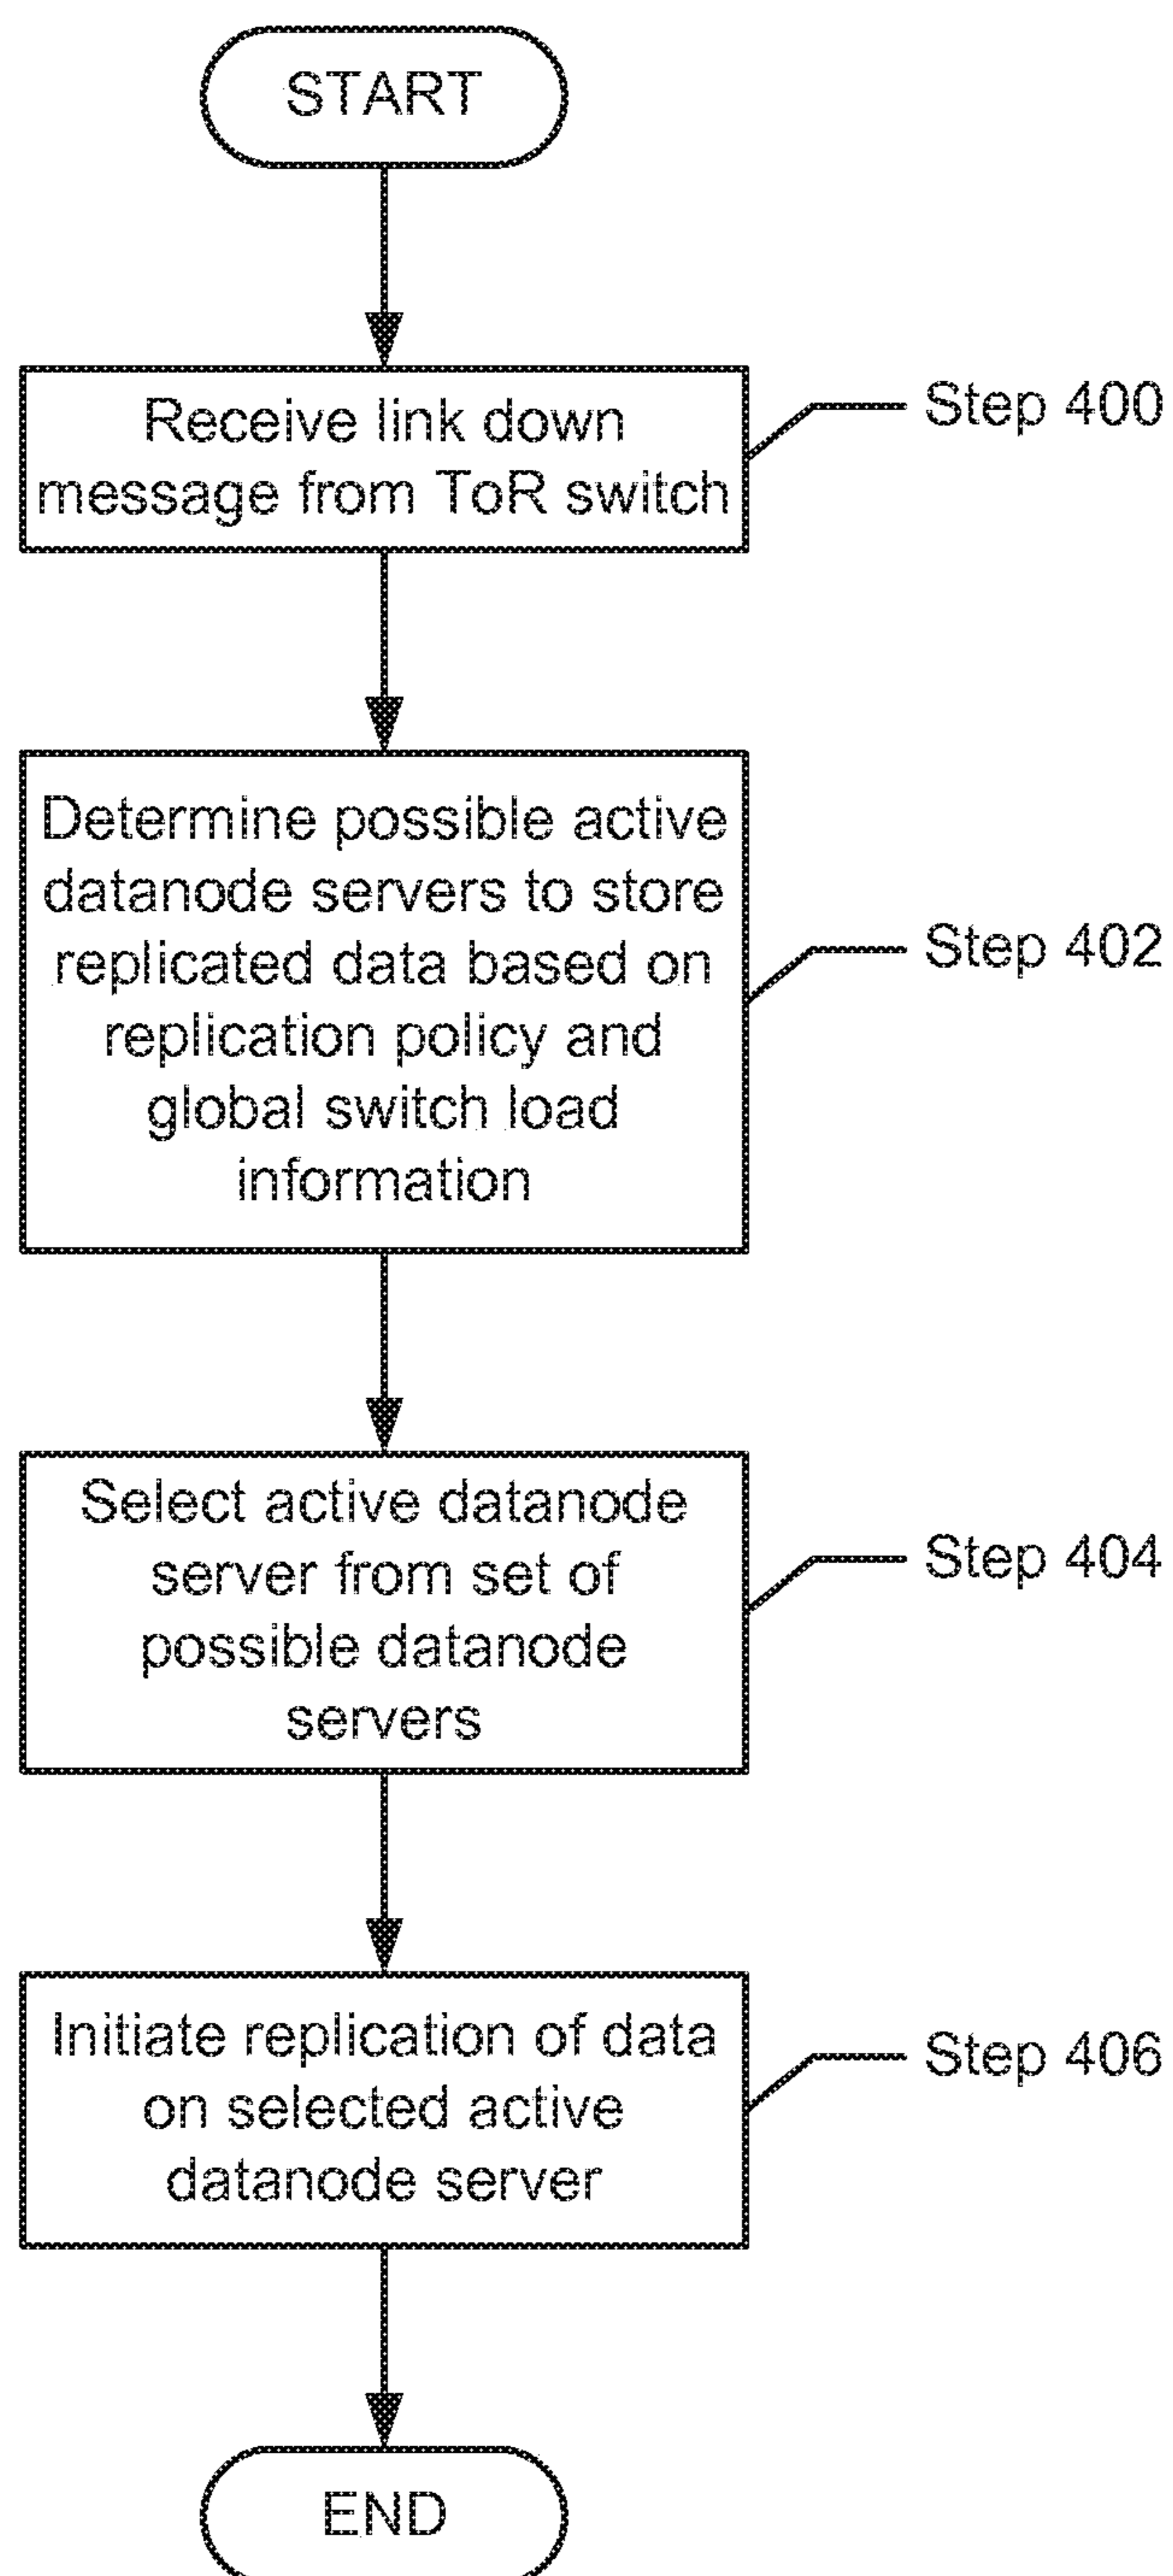 START
Receive link down
message from ToR switch
Step 400
Determine possible active
datanode servers to store
replicated data based on
replication policy and
global switch load
information
Step 402
Select active datanode
server from set of
possible datanode
servers
Step 404
Initiate replication of data
on selected active
datanode server
Step 406
END